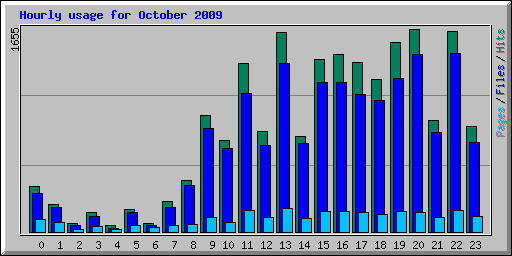 Hourly usage for October 2009
1655
Pages/Files/Hits
0 1 2 3 4 5 6 7 8 9 10 11 12 13 14 15 16 17 18 19 20 21 22 23